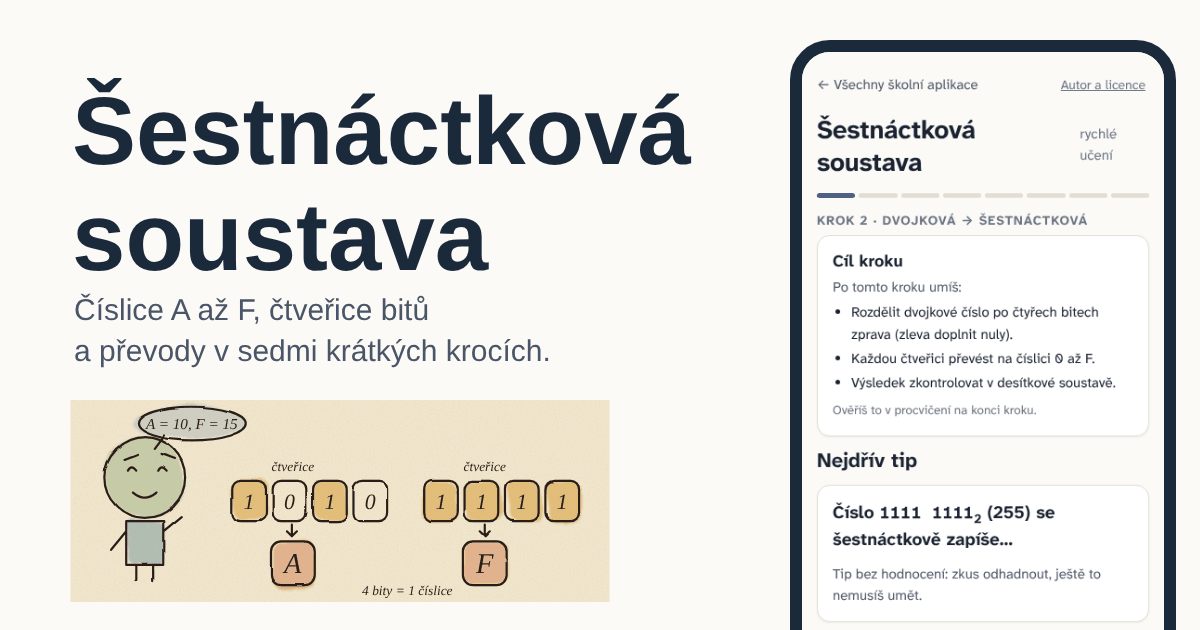 Šestnáctková
soustava
Číslice A až F, čtveřice bitů
a převody v sedmi krátkých krocích.
A = 10, F = 15
čtveřice
čtveřice
1 0 1 0
1 1 1 1
A
F
4 bity = 1 číslice
← Všechny školní aplikace
Autor a licence
Šestnáctková
soustava
rychlé
učení
KROK 2 · DVOJKOVÁ → ŠESTNÁCTKOVÁ
Cíl kroku
Po tomto kroku umíš:
• Rozdělit dvojkové číslo po čtyřech bitech
zprava (zleva doplnit nuly).
• Každou čtveřici převést na číslici 0 až F.
• Výsledek zkontrolovat v desítkové soustavě.
Ověříš to v procvičení na konci kroku.
Nejdřív tip
Číslo 1111 1111₂ (255) se
šestnáctkově zapíše…
Tip bez hodnocení: zkus odhadnout, ještě to
nemusíš umět.